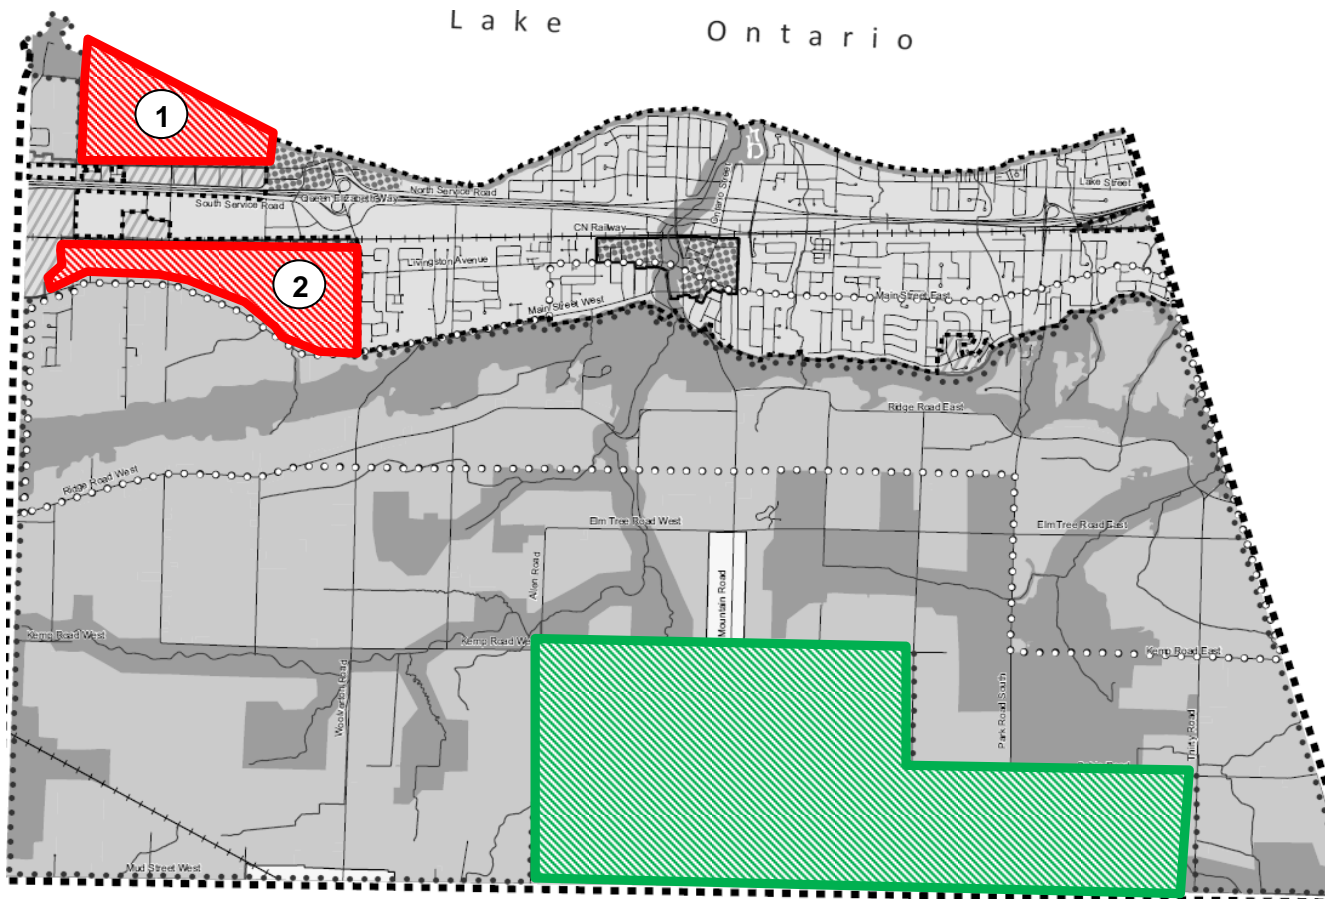 Lake Ontario
1
Lake Street
North Service Road
Queen Elizabeth Way
South Service Road
Ontario Street
CN Railway
Livingston Avenue
2
Main Street East
Main Street West
Ridge Road East
Ridge Road West
Elm Tree Road West
Elm Tree Road East
Allen Road
Mountain Road
Kemp Road West
Kemp Road We
Kemp Road East
Woolverton Road
Park Road South
Thirty Road
Mud Street West